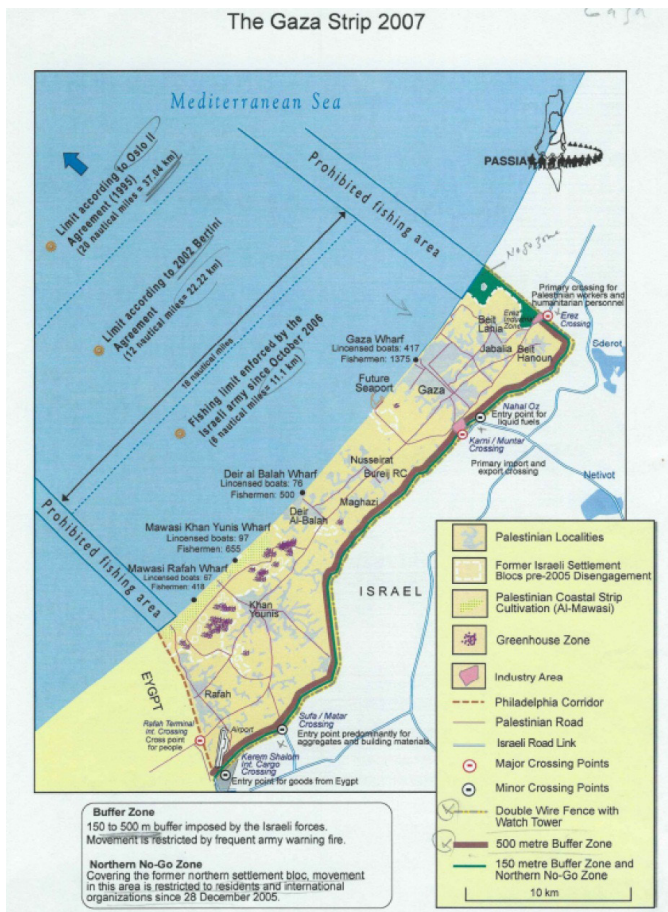 The Gaza Strip 2007
Gaza
Mediterranean Sea
PASSIA
Limit according to Oslo II
Agreement (1995)
(20 nautical miles = 37,04 km)
Prohibited fishing area
Limit according to 2002 Bertini
Agreement
(12 nautical miles= 22,22 km)
18 nautical miles
Fishing limit enforced by the
Israeli army since October 2006
(6 nautical miles= 11,1 km)
Prohibited fishing area
No go zone
Primary crossing for
Palestinian workers and
humanitarian personnel
Erez
Crossing
Erez
Industrial
Zone
Beit
Lahia
Jabalia
Beit
Hanoun
Sderot
Gaza Wharf
Lincensed boats: 417
Fishermen: 1375
Future
Seaport
Gaza
Nahal Oz
Entry point for
liquid fuels
Karni / Muntar
Crossing
Primary import and
export crossing
Netivot
Nusseirat
Bureij RC
Maghazi
Deir al Balah Wharf
Lincensed boats: 76
Fishermen: 500
Deir
Al-Balah
Mawasi Khan Yunis Wharf
Lincensed boats: 97
Fishermen: 655
Mawasi Rafah Wharf
Lincensed boats: 67
Fishermen: 418
ISRAEL
Khan
Younis
EYGPT
Rafah
Rafah Terminal
int. Crossing
Cross point
for people
Airport
Sufa / Matar
Crossing
Entry point predominantly for
aggregates and building materials
Kerem Shalom
Int. Cargo
Crossing
Entry point for goods from Eygpt
Palestinian Localities
Former Israeli Settlement
Blocs pre-2005 Disengagement
Palestinian Coastal Strip
Cultivation (Al-Mawasi)
Greenhouse Zone
Industry Area
Philadelphia Corridor
Palestinian Road
Israeli Road Link
Major Crossing Points
Minor Crossing Points
Double Wire Fence with
Watch Tower
500 metre Buffer Zone
150 metre Buffer Zone and
Northern No-Go Zone
10 km
Buffer Zone
150 to 500 m buffer imposed by the Israeli forces.
Movement is restricted by frequent army warning fire.
Northern No-Go Zone
Covering the former northern settlement bloc, movement
in this area is restricted to residents and international
organizations since 28 December 2005.